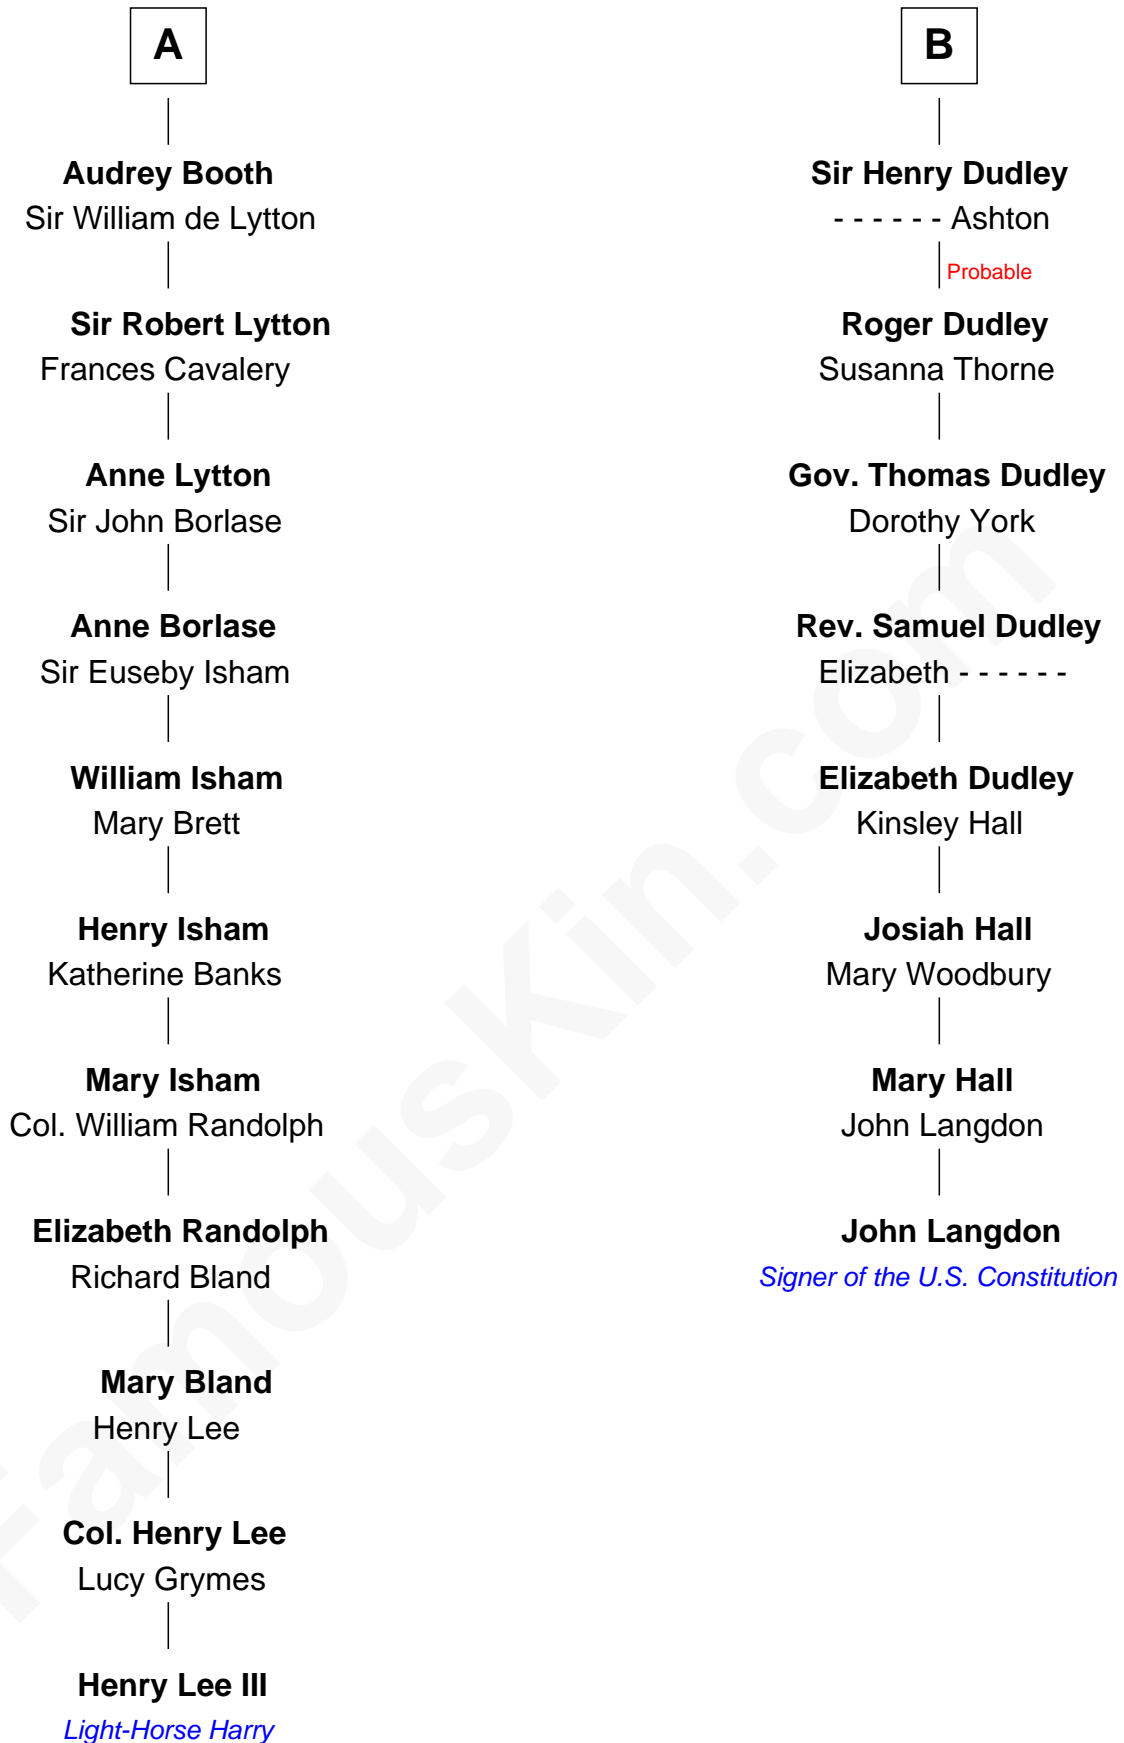 A
Audrey Booth
Sir William de Lytton
Sir Robert Lytton
Frances Cavalery
Anne Lytton
Sir John Borlase
Anne Borlase
Sir Euseby Isham
William Isham
Mary Brett
Henry Isham
Katherine Banks
Mary Isham
Col. William Randolph
Elizabeth Randolph
Richard Bland
Mary Bland
Henry Lee
Col. Henry Lee
Lucy Grymes
Henry Lee III
Light-Horse Harry
B
Sir Henry Dudley
- - - - - - Ashton
Probable
Roger Dudley
Susanna Thorne
Gov. Thomas Dudley
Dorothy York
Rev. Samuel Dudley
Elizabeth - - - - - -
Elizabeth Dudley
Kinsley Hall
Josiah Hall
Mary Woodbury
Mary Hall
John Langdon
John Langdon
Signer of the U.S. Constitution
FamousKin.com